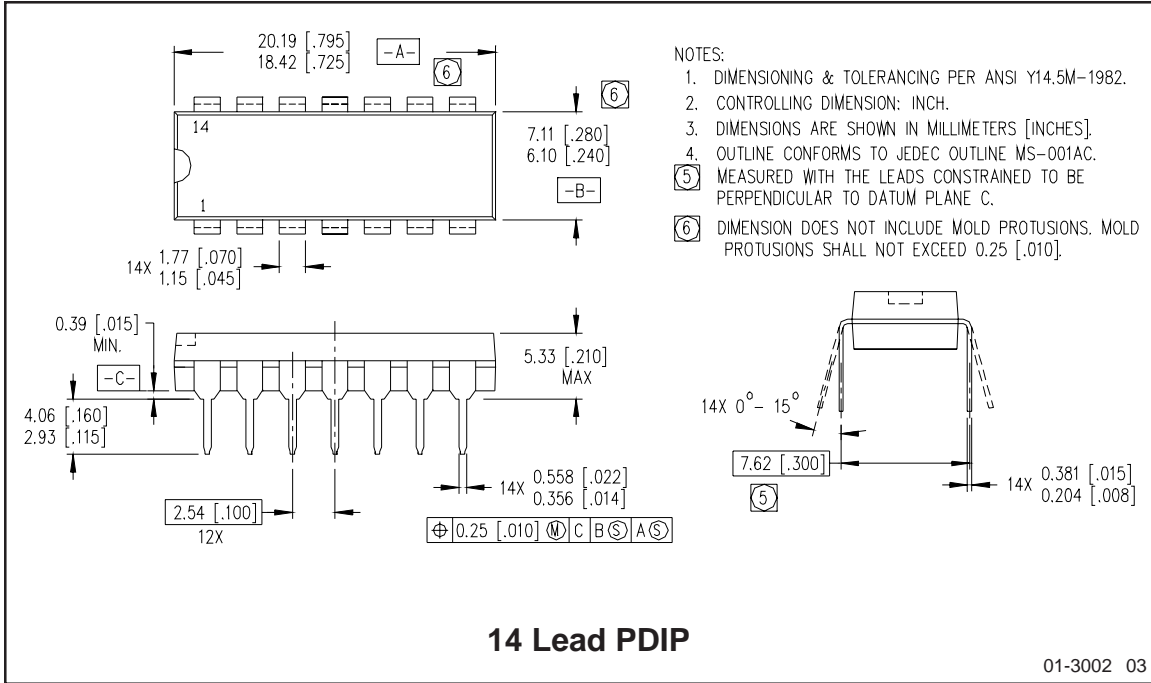 20.19 [.795]
18.42 [.725]
-A-
6
6
14
1
7.11 [.280]
6.10 [.240]
-B-
14X 1.77 [.070]
1.15 [.045]
NOTES:
1. DIMENSIONING & TOLERANCING PER ANSI Y14.5M-1982.
2. CONTROLLING DIMENSION: INCH.
3. DIMENSIONS ARE SHOWN IN MILLIMETERS [INCHES].
4. OUTLINE CONFORMS TO JEDEC OUTLINE MS-001AC.
5 MEASURED WITH THE LEADS CONSTRAINED TO BE
PERPENDICULAR TO DATUM PLANE C.
6 DIMENSION DOES NOT INCLUDE MOLD PROTUSIONS. MOLD
PROTUSIONS SHALL NOT EXCEED 0.25 [.010].
0.39 [.015]
MIN.
-C-
4.06 [.160]
2.93 [.115]
5.33 [.210]
MAX
2.54 [.100]
12X
14X 0.558 [.022]
0.356 [.014]
⌖ 0.25 [.010] Ⓜ C B Ⓢ A Ⓢ
14X 0° - 15°
7.62 [.300]
5
14X 0.381 [.015]
0.204 [.008]
14 Lead PDIP
01-3002 03